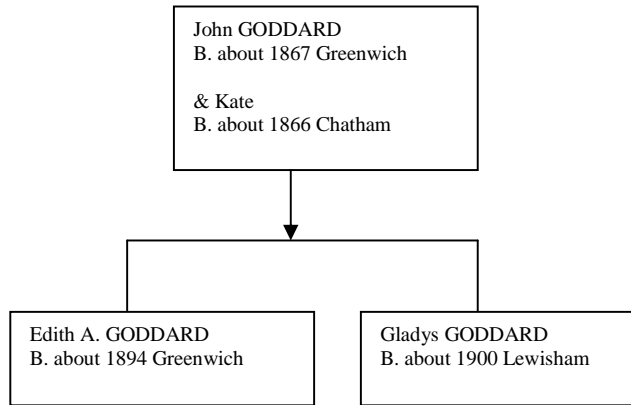 John GODDARD
B. about 1867 Greenwich
& Kate
B. about 1866 Chatham
Edith A. GODDARD
B. about 1894 Greenwich
Gladys GODDARD
B. about 1900 Lewisham